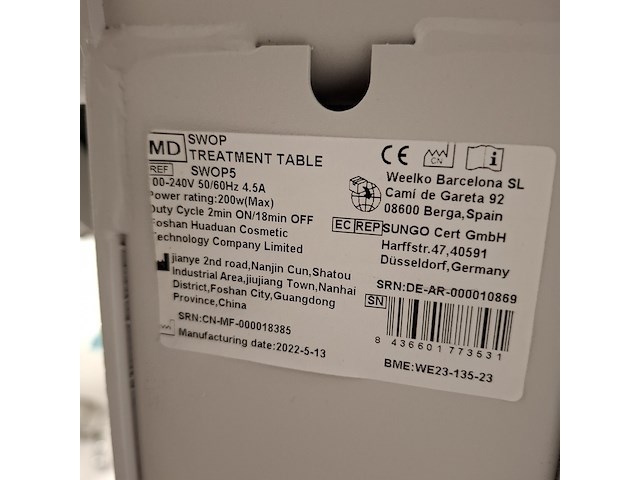 MD SWOP
TREATMENT TABLE
REF SWOP5
00-240V 50/60Hz 4.5A
ower rating:200w(Max)
uty Cycle 2min ON/18min OFF
oshan Huaduan Cosmetic
echnology Company Limited
jianye 2nd road,Nanjin Cun,Shatou
Industrial Area,jiujiang Town,Nanhai
District,Foshan City,Guangdong
Province,China
SRN:CN-MF-000018385
Manufacturing date:2022-5-13
CE CN i
Weelko Barcelona SL
Camí de Gareta 92
08600 Berga,Spain
EC REP SUNGO Cert GmbH
Harffstr.47,40591
Düsseldorf,Germany
SRN:DE-AR-000010869
SN
8 436601 773531
BME:WE23-135-23